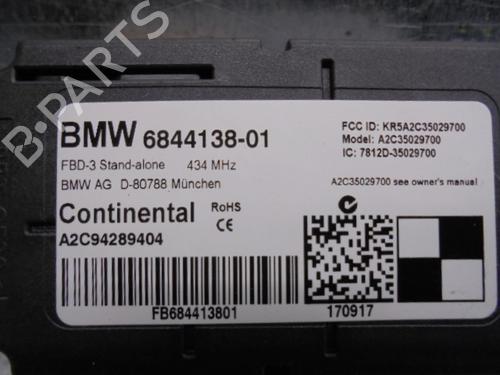 B-PARTS
BMW 6844138-01
FBD-3 Stand-alone 434 MHz
BMW AG D-80788 München
Continental RoHS
CE
A2C94289404
FCC ID: KR5A2C35029700
Model: A2C35029700
IC: 7812D-35029700
A2C35029700 see owner's manual
FB684413801
170917